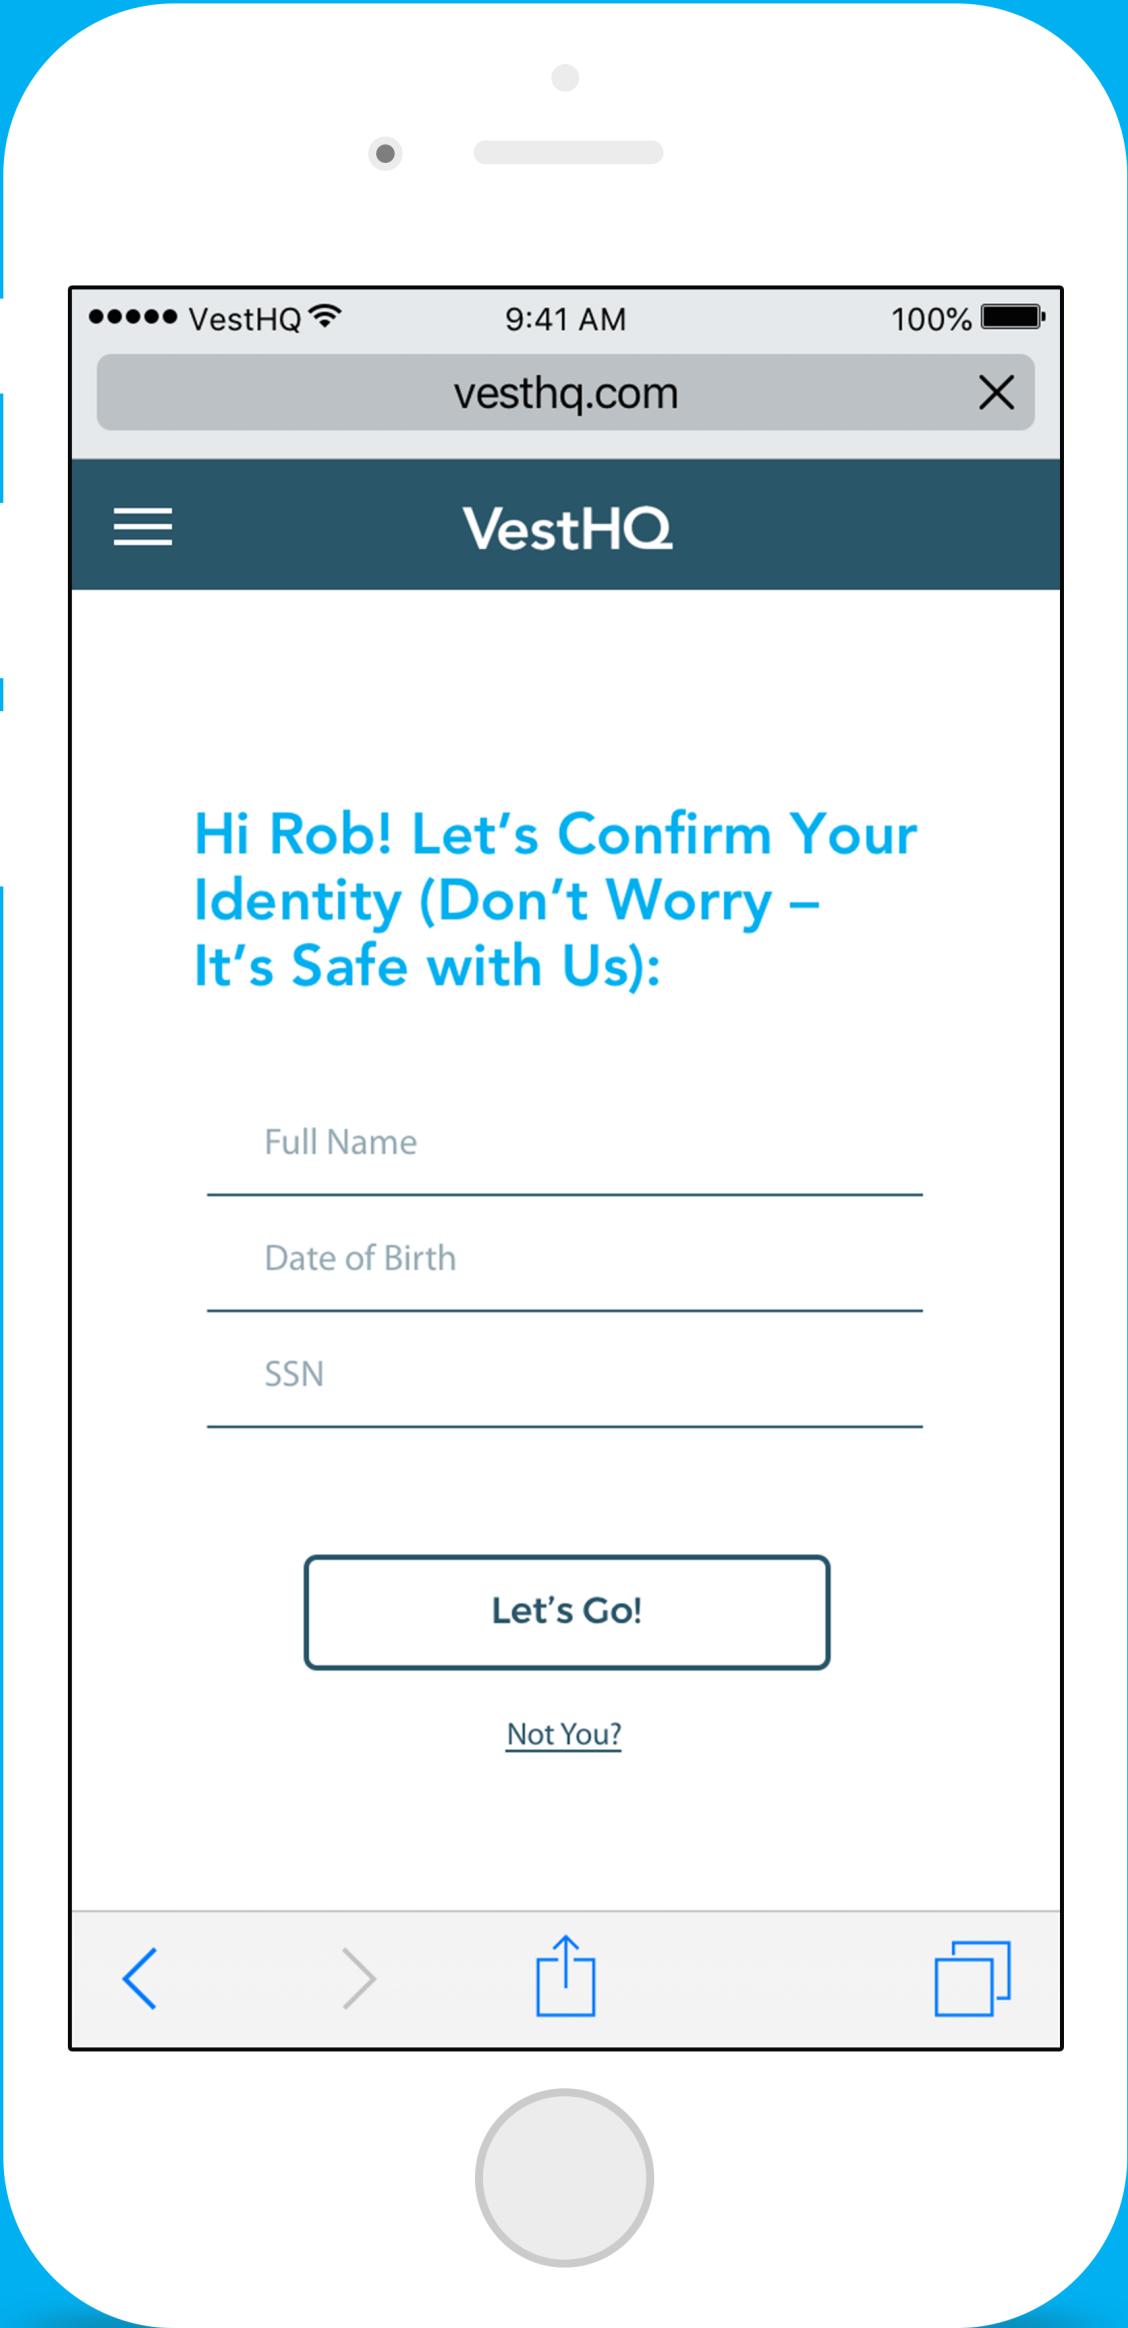 VestHQ 9:41 AM 100%
vesthq.com
VestHQ
Hi Rob! Let’s Confirm Your
Identity (Don’t Worry –
It’s Safe with Us):
Full Name
Date of Birth
SSN
Let’s Go!
Not You?